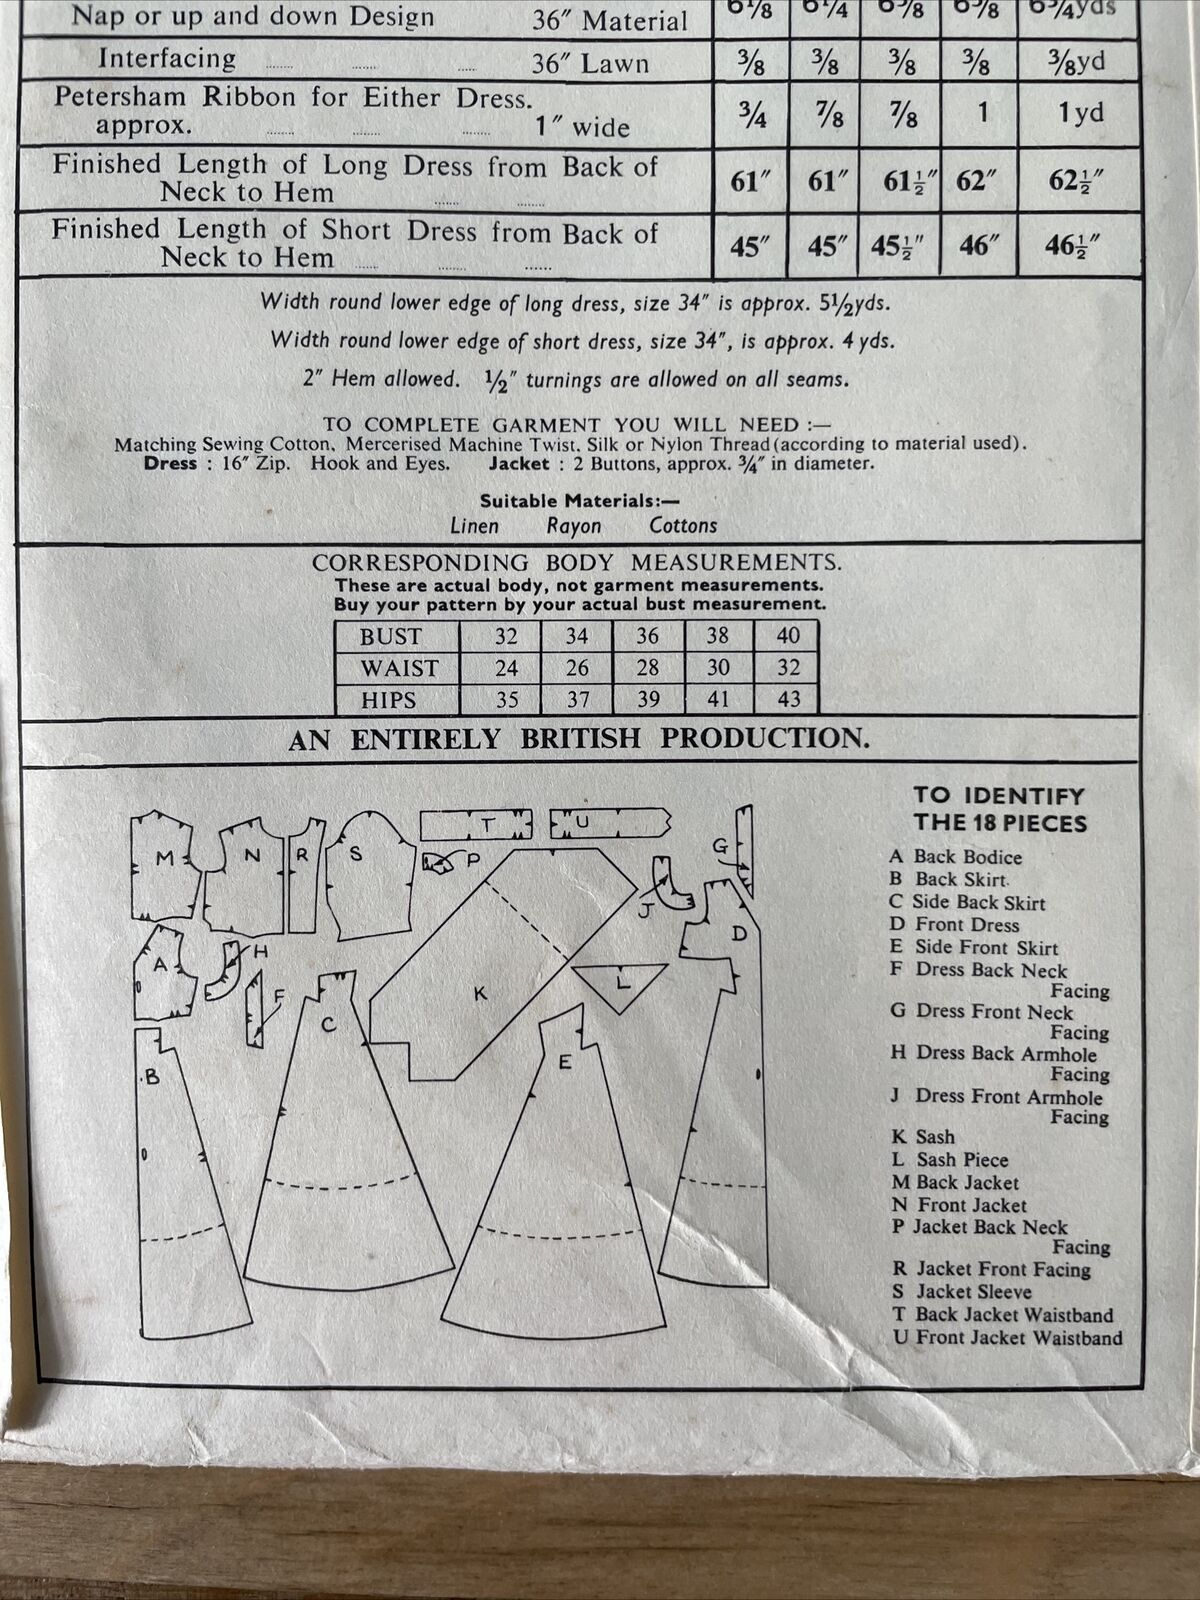 Nap or up and down Design 36″ Material 6⅛ 6¼ 6⅜ 6⅜ 6¾yds
Interfacing ...... ...... ..... 36″ Lawn ⅜ ⅜ ⅜ ⅜ ⅜yd
Petersham Ribbon for Either Dress.
approx. ........ ........ ........ 1″ wide ¾ ⅞ ⅞ 1 1yd
Finished Length of Long Dress from Back of
Neck to Hem ....... ........ 61″ 61″ 61½″ 62″ 62½″
Finished Length of Short Dress from Back of
Neck to Hem ...... ........ ...... 45″ 45″ 45½″ 46″ 46½″
Width round lower edge of long dress, size 34″ is approx. 5½yds.
Width round lower edge of short dress, size 34″, is approx. 4 yds.
2″ Hem allowed. ½″ turnings are allowed on all seams.
TO COMPLETE GARMENT YOU WILL NEED :—
Matching Sewing Cotton, Mercerised Machine Twist, Silk or Nylon Thread (according to material used).
Dress : 16″ Zip. Hook and Eyes. Jacket : 2 Buttons, approx. ¾″ in diameter.
Suitable Materials:—
Linen Rayon Cottons
CORRESPONDING BODY MEASUREMENTS.
These are actual body, not garment measurements.
Buy your pattern by your actual bust measurement.
BUST 32 34 36 38 40
WAIST 24 26 28 30 32
HIPS 35 37 39 41 43
AN ENTIRELY BRITISH PRODUCTION.
TO IDENTIFY
THE 18 PIECES
A Back Bodice
B Back Skirt.
C Side Back Skirt
D Front Dress
E Side Front Skirt
F Dress Back Neck
Facing
G Dress Front Neck
Facing
H Dress Back Armhole
Facing
J Dress Front Armhole
Facing
K Sash
L Sash Piece
M Back Jacket
N Front Jacket
P Jacket Back Neck
Facing
R Jacket Front Facing
S Jacket Sleeve
T Back Jacket Waistband
U Front Jacket Waistband
M N R S T U P G J D
A H F C K L E B